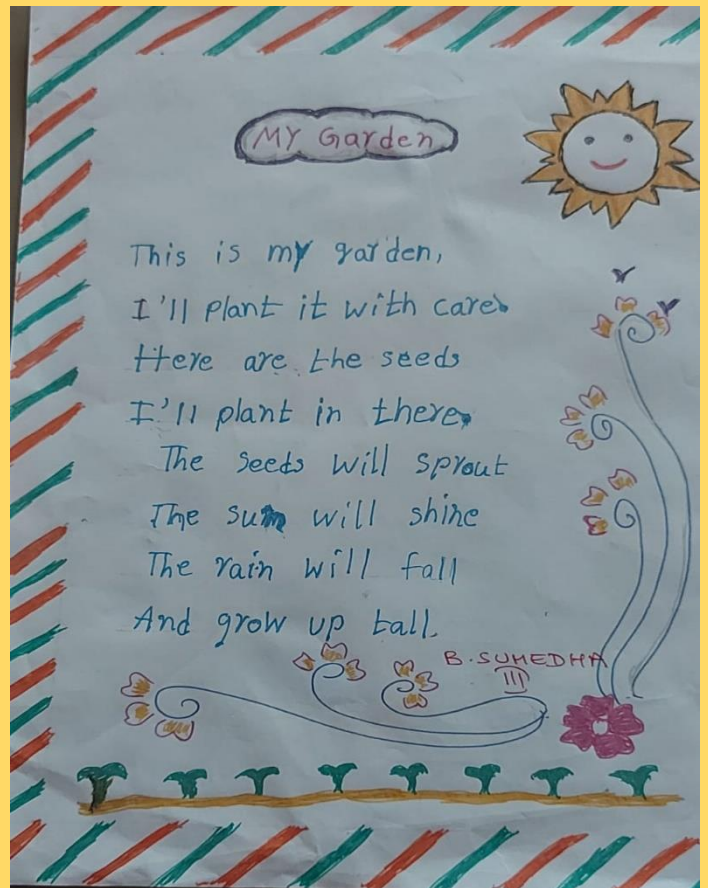 MY Garden
This is my garden,
I'll plant it with care.
Here are the seeds
I'll plant in there.
The seeds will sprout
The sun will shine
The rain will fall
And grow up tall.
B. SUMEDHA
III